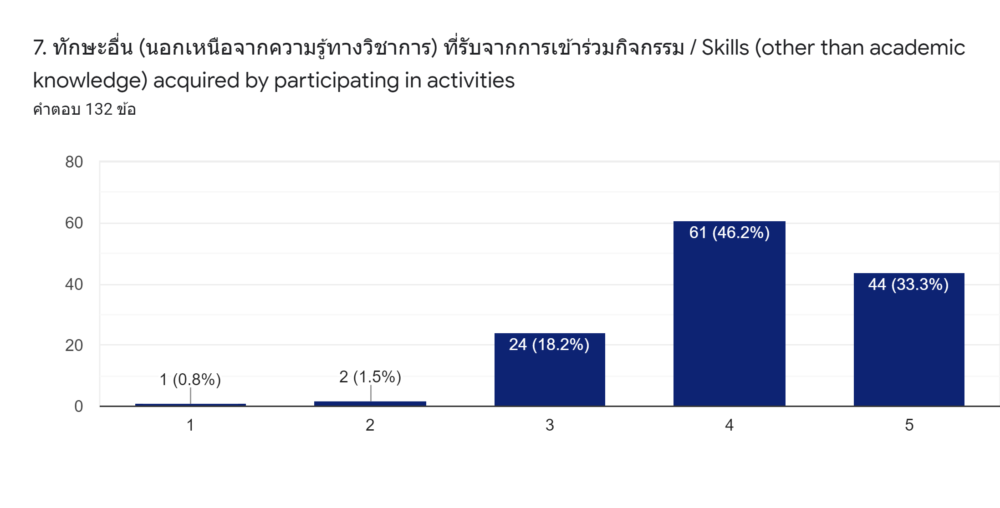 7. ทักษะอื่น (นอกเหนือจากความรู้ทางวิชาการ) ที่รับจากการเข้าร่วมกิจกรรม / Skills (other than academic
knowledge) acquired by participating in activities
คำตอบ 132 ข้อ
80
60
40
20
0
1 (0.8%)
2 (1.5%)
24 (18.2%)
61 (46.2%)
44 (33.3%)
1 2 3 4 5